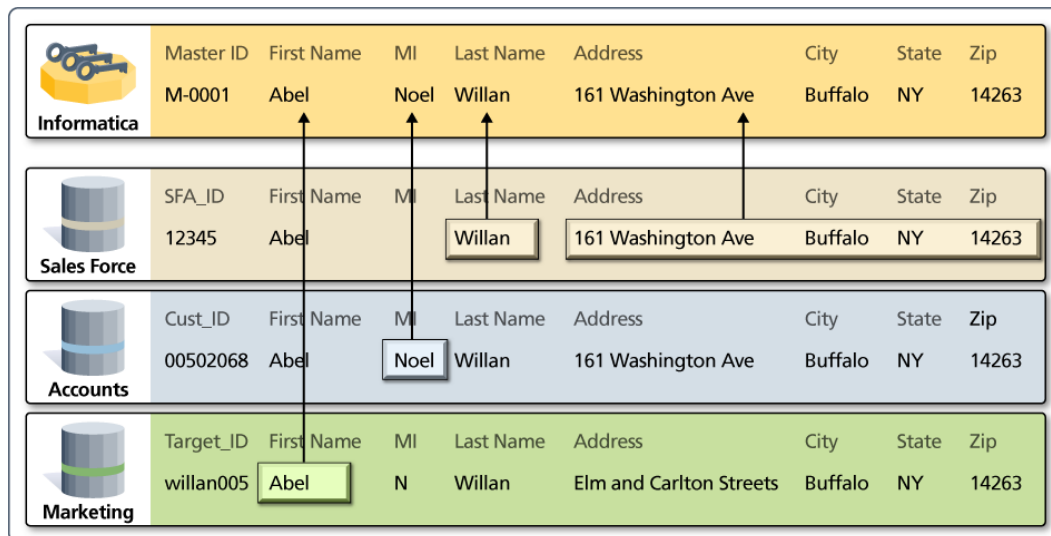 Master ID First Name MI Last Name Address City State Zip
M-0001 Abel Noel Willan 161 Washington Ave Buffalo NY 14263
Informatica
SFA_ID First Name MI Last Name Address City State Zip
12345 Abel Willan 161 Washington Ave Buffalo NY 14263
Sales Force
Cust_ID First Name MI Last Name Address City State Zip
00502068 Abel Noel Willan 161 Washington Ave Buffalo NY 14263
Accounts
Target_ID First Name MI Last Name Address City State Zip
willan005 Abel N Willan Elm and Carlton Streets Buffalo NY 14263
Marketing